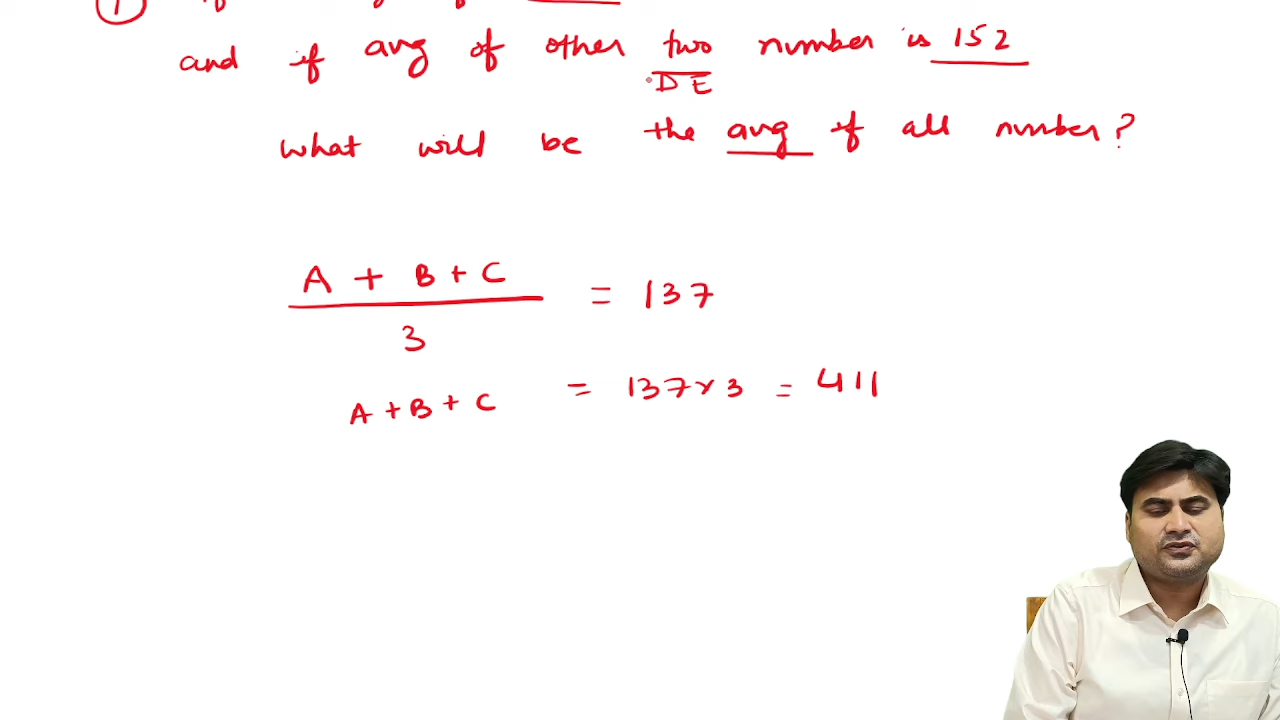 1
and if avg of other two number is 152
D E
what will be the avg of all number?
A + B + C
= 137
3
A + B + C = 137 x 3 = 411